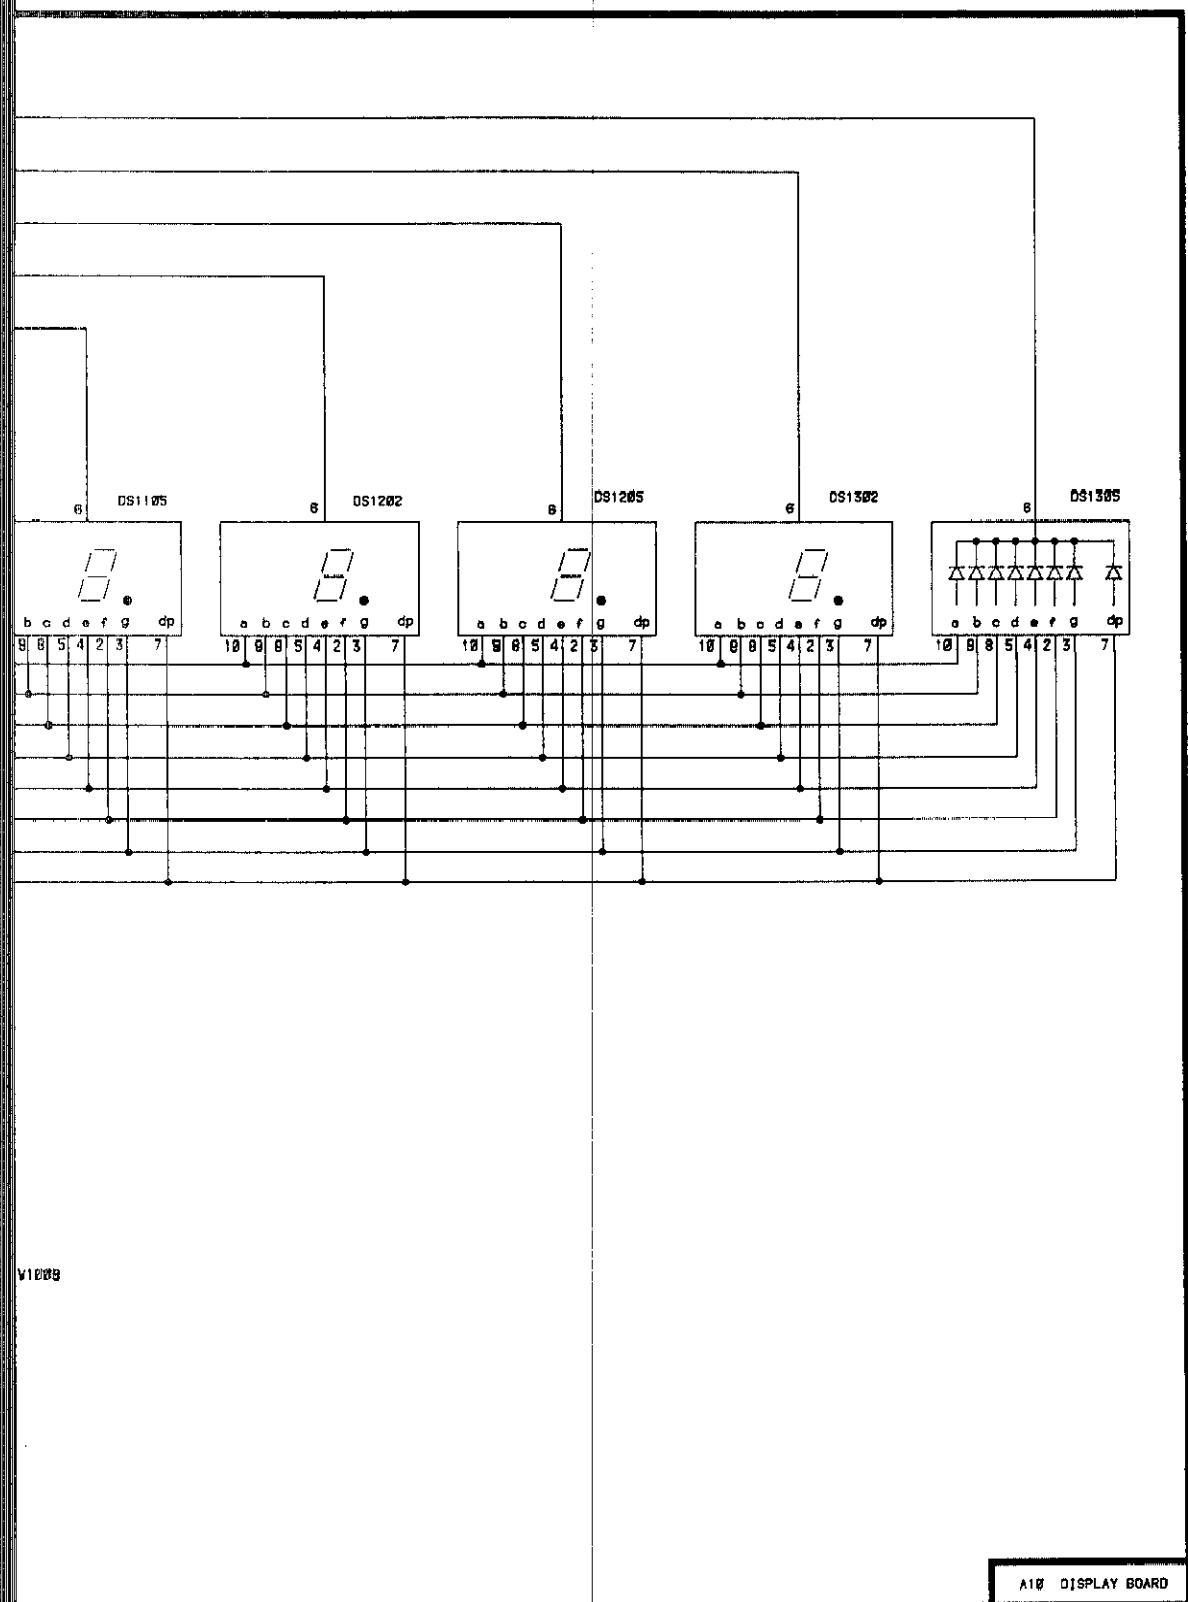 DS1105 DS1202 DS1205 DS1302 DS1305
6 6 6 6 6
b c d e f g dp a b c d e f g dp a b c d e f g dp a b c d e f g dp a b c d e f g dp
9 8 5 4 2 3 7 10 9 8 5 4 2 3 7 10 9 8 5 4 2 3 7 10 9 8 5 4 2 3 7 10 9 8 5 4 2 3 7
A10 DISPLAY BOARD